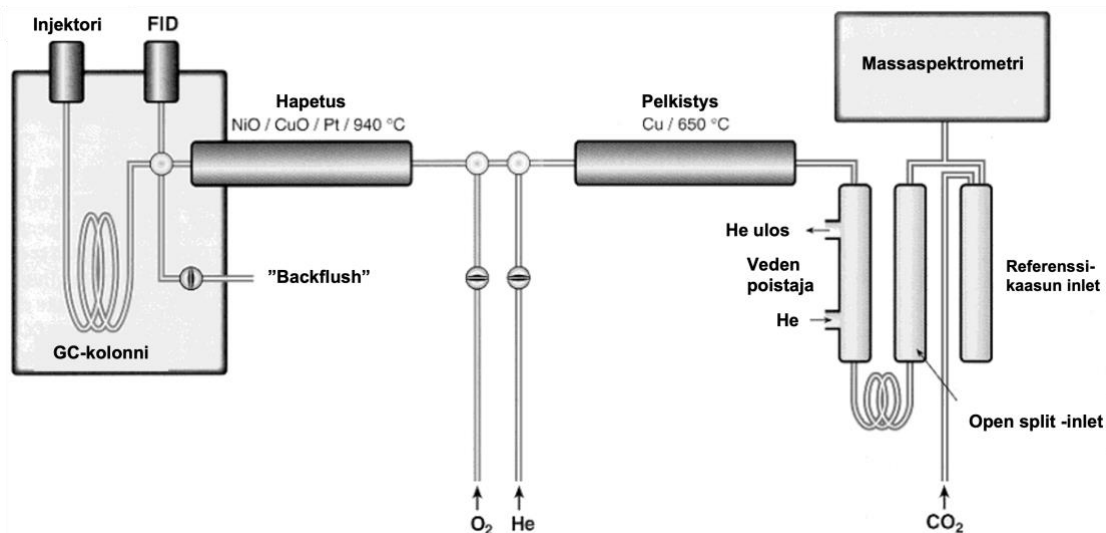 Injektori
FID
Massaspektrometri
Hapetus
NiO / CuO / Pt / 940 °C
Pelkistys
Cu / 650 °C
He ulos
Veden
poistaja
He
Referenssi-
kaasun inlet
”Backflush”
GC-kolonni
Open split -inlet
O₂
He
CO₂